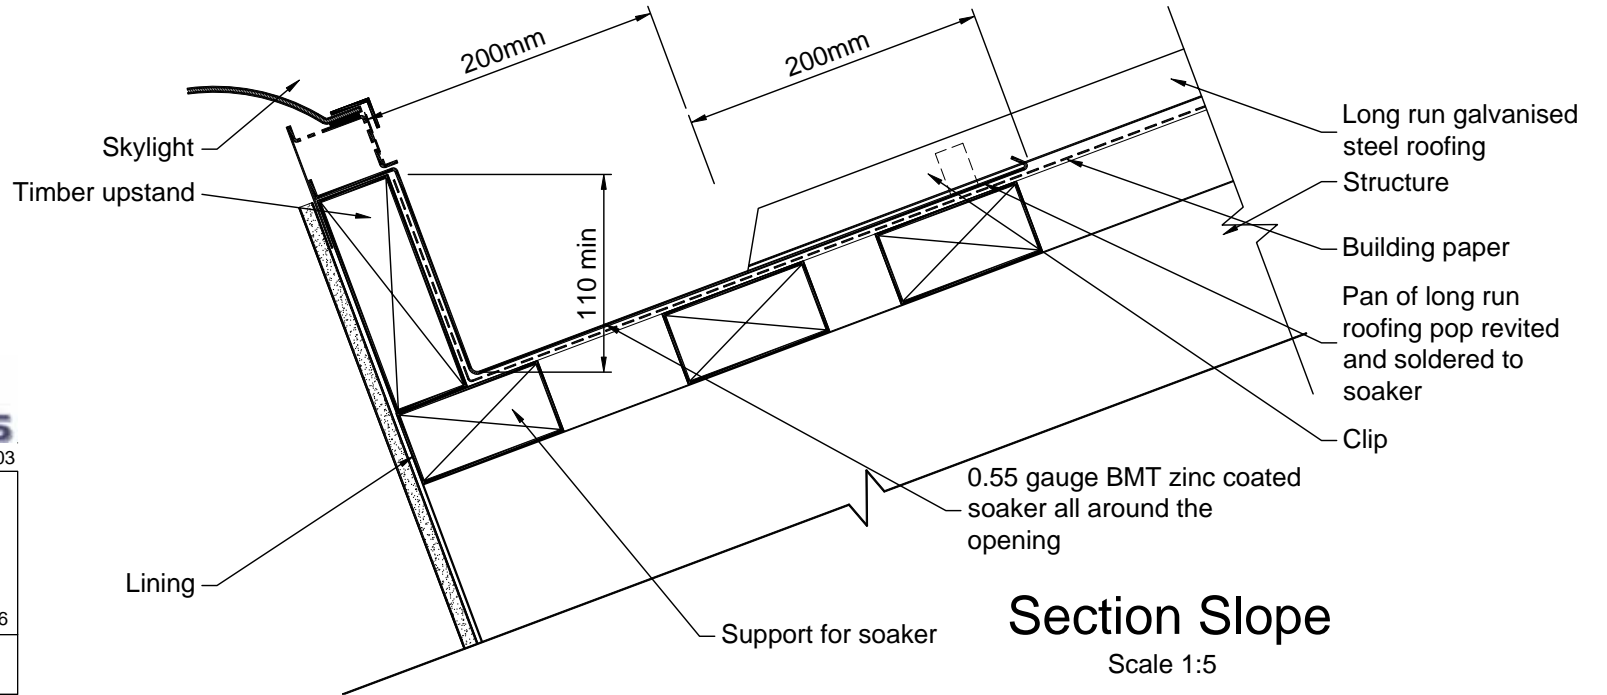 200mm
200mm
Skylight
Timber upstand
110 min
Long run galvanised
steel roofing
Structure
Building paper
Pan of long run
roofing pop revited
and soldered to
soaker
Clip
0.55 gauge BMT zinc coated
soaker all around the
opening
Lining
Support for soaker
Section Slope
Scale 1:5
03
6